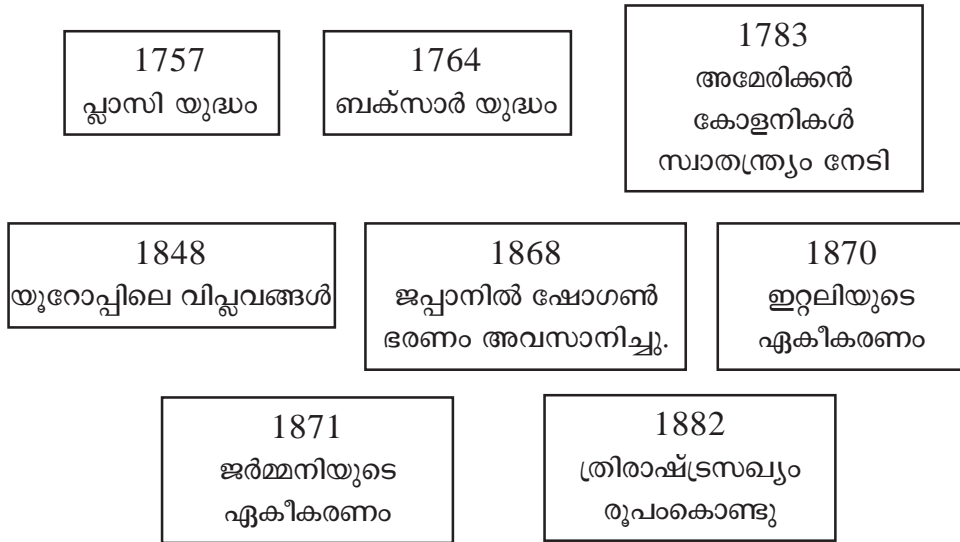 1757
പ്ലാസി യുദ്ധം
1764
ബക്സാർ യുദ്ധം
1783
അമേരിക്കൻ
കോളനികൾ
സ്വാതന്ത്ര്യം നേടി
1848
യൂറോപ്പിലെ വിപ്ലവങ്ങൾ
1868
ജപ്പാനിൽ ഷോഗൺ
ഭരണം അവസാനിച്ചു.
1870
ഇറ്റലിയുടെ
ഏകീകരണം
1871
ജർമ്മനിയുടെ
ഏകീകരണം
1882
ത്രിരാഷ്ട്രസഖ്യം
രൂപംകൊണ്ടു